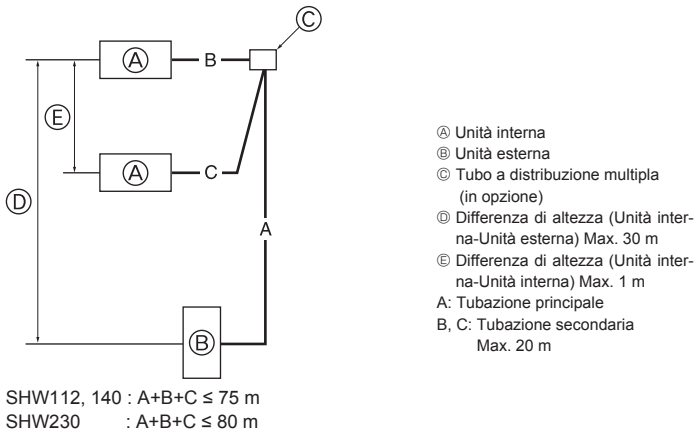 Ⓒ
Ⓐ B
Ⓔ
Ⓐ C
Ⓓ
A
Ⓑ
Ⓐ Unità interna
Ⓑ Unità esterna
Ⓒ Tubo a distribuzione multipla
(in opzione)
Ⓓ Differenza di altezza (Unità inter-
na-Unità esterna) Max. 30 m
Ⓔ Differenza di altezza (Unità inter-
na-Unità interna) Max. 1 m
A: Tubazione principale
B, C: Tubazione secondaria
Max. 20 m
SHW112, 140 : A+B+C ≤ 75 m
SHW230 : A+B+C ≤ 80 m